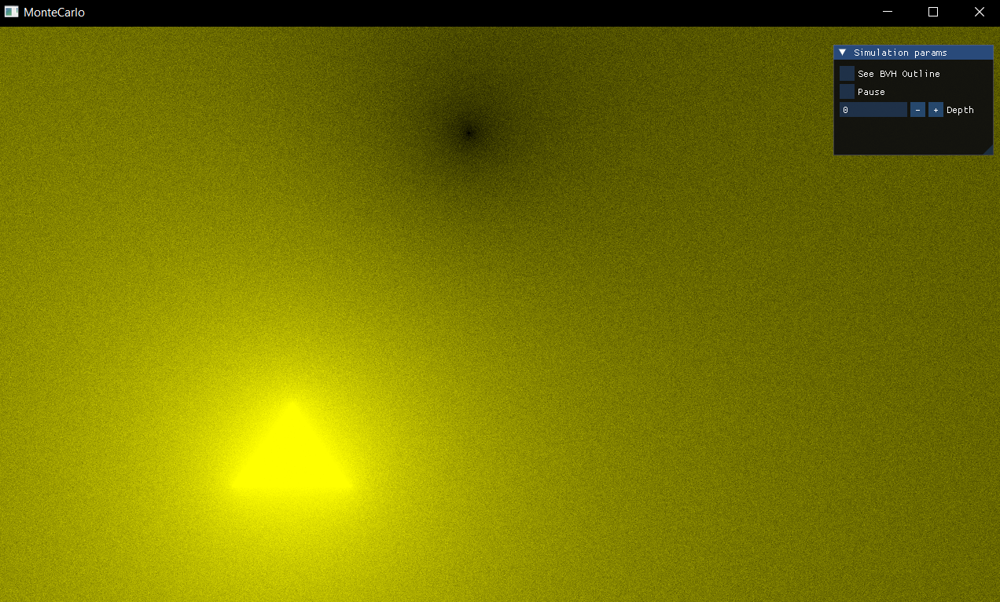 MonteCarlo
Simulation params
See BVH Outline
Pause
0 - + Depth